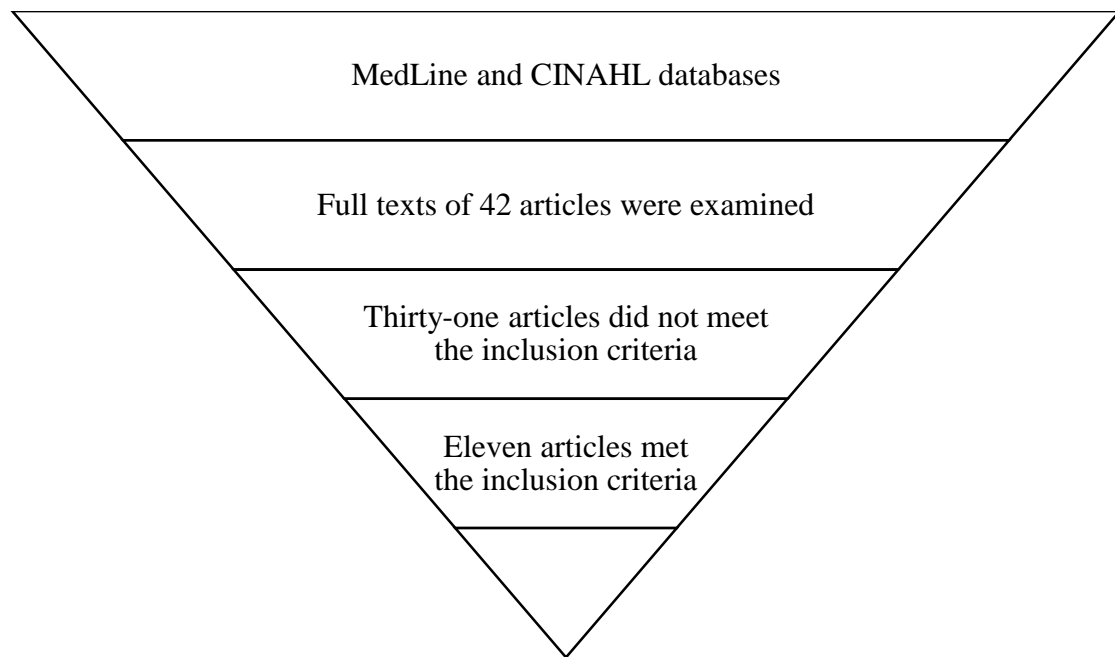 MedLine and CINAHL databases
Full texts of 42 articles were examined
Thirty-one articles did not meet
the inclusion criteria
Eleven articles met
the inclusion criteria